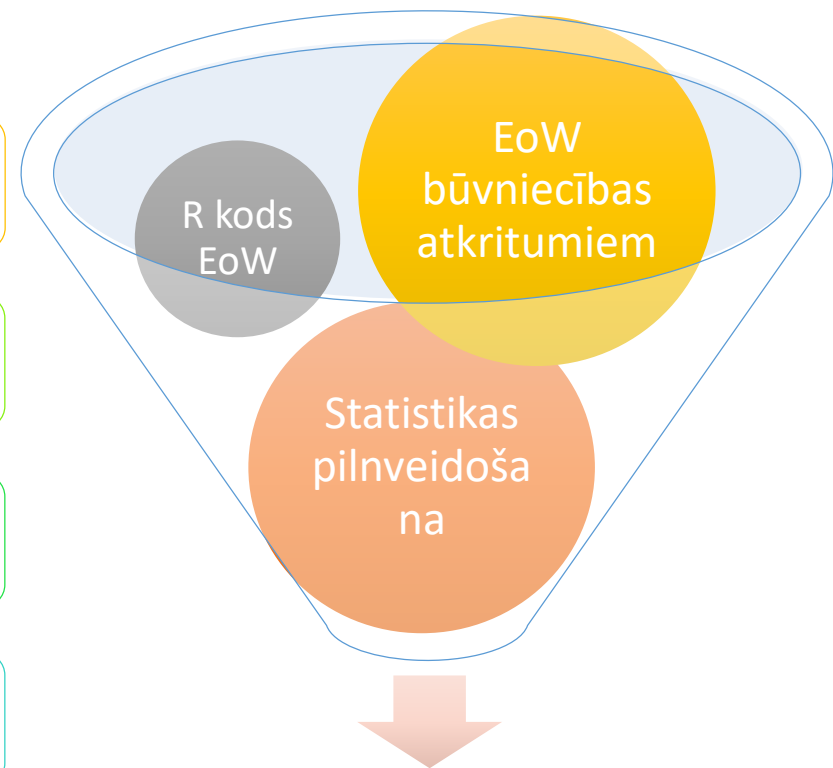 EoW
būvniecības
atkritumiem
R kods
EoW
Statistikas
pilnveidoša
na